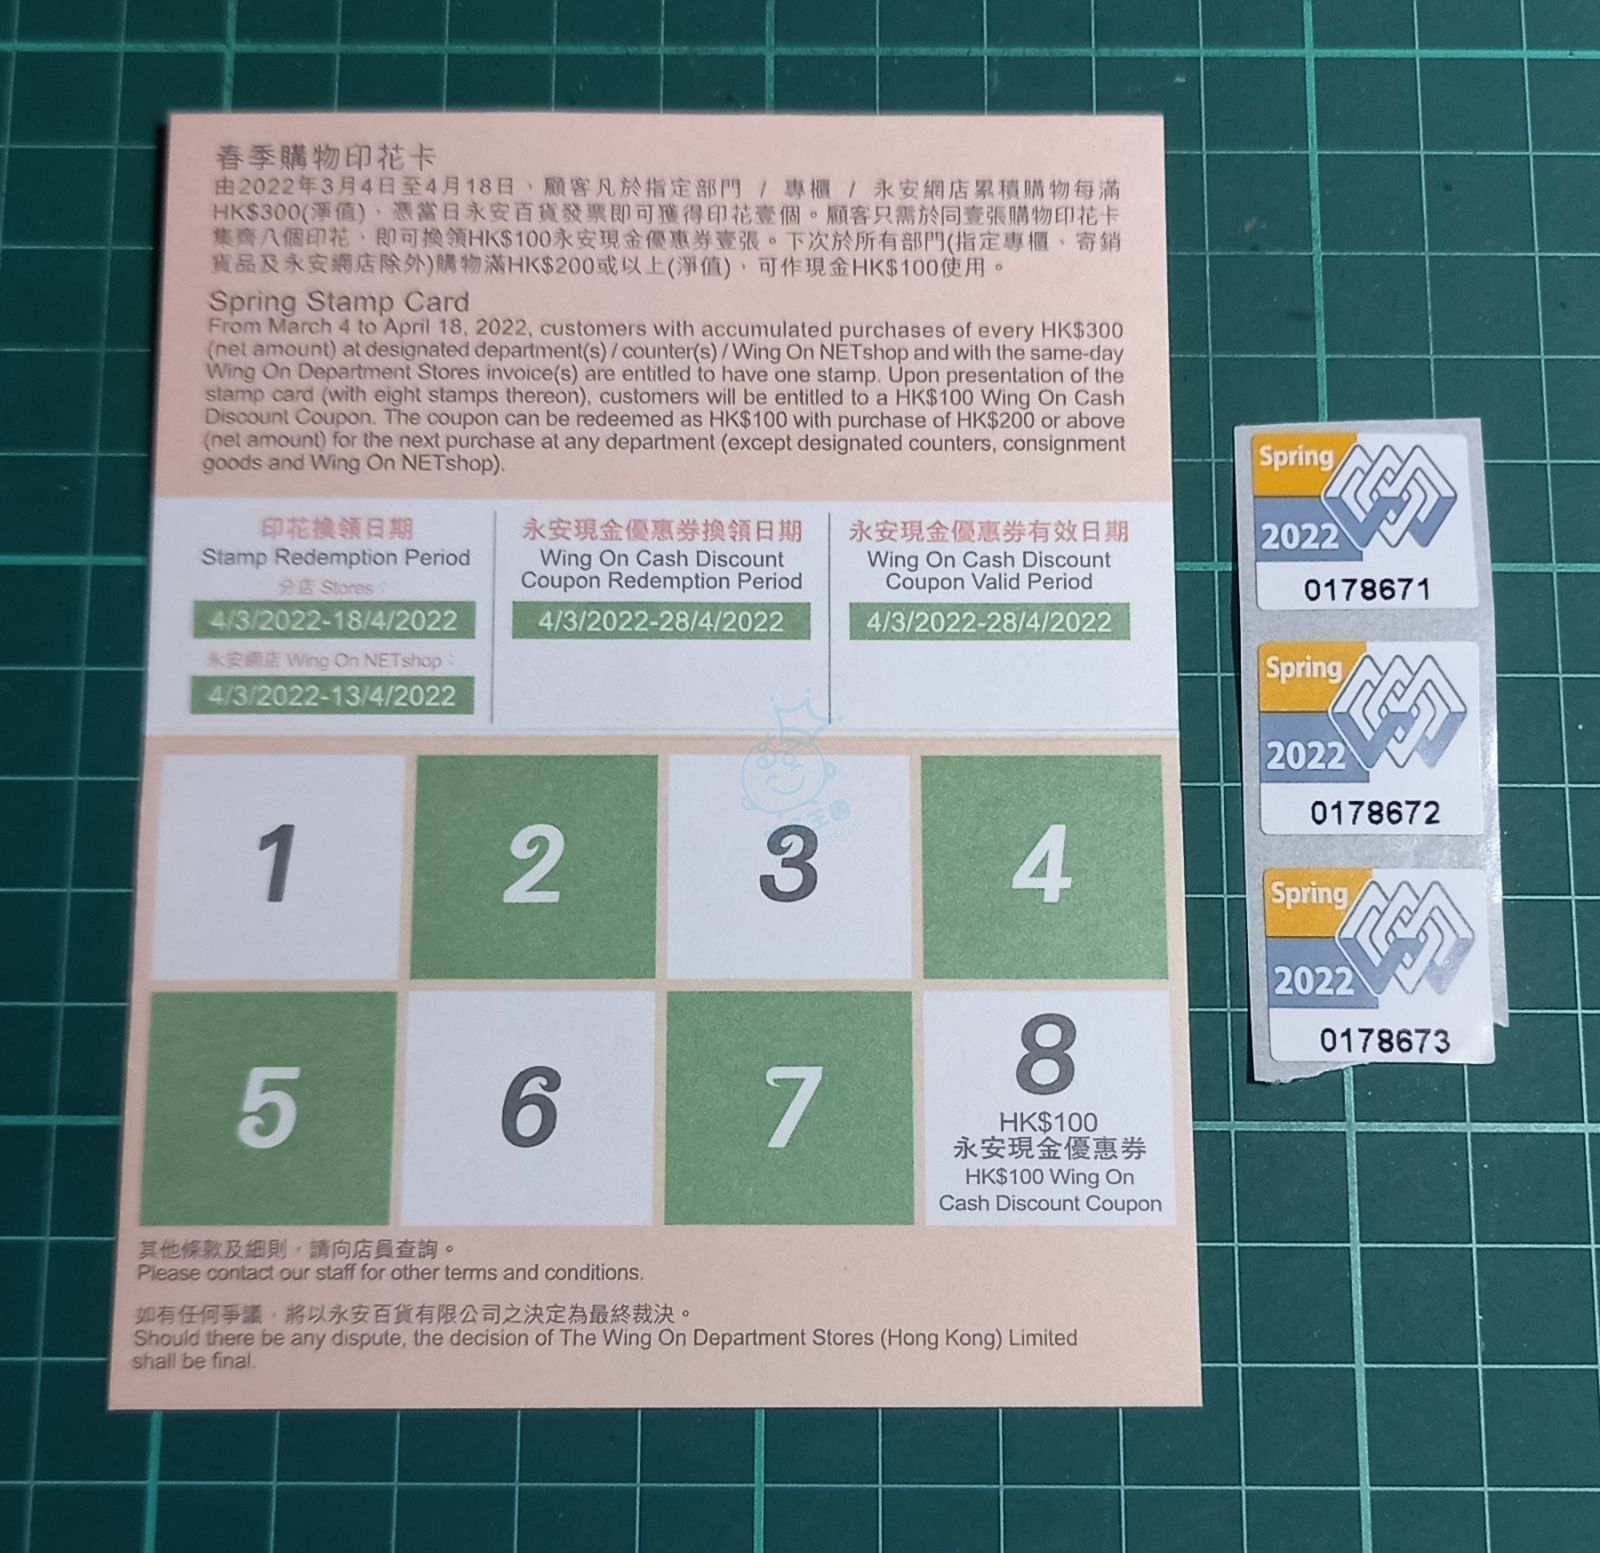 春季購物印花卡
由2022年3月4日至4月18日、顧客凡於指定部門 / 專櫃 / 永安網店累積購物每滿
HK$300(淨值)，憑當日永安百貨發票即可獲得印花壹個。顧客只需於同壹張購物印花卡
集齊八個印花、即可換領HK$100永安現金優惠券壹張。下次於所有部門(指定專櫃、寄銷
貨品及永安網店除外)購物滿HK$200或以上(淨值)，可作現金HK$100使用。
Spring Stamp Card
From March 4 to April 18, 2022, customers with accumulated purchases of every HK$300
(net amount) at designated department(s) / counter(s) / Wing On NETshop and with the same-day
Wing On Department Stores invoice(s) are entitled to have one stamp. Upon presentation of the
stamp card (with eight stamps thereon), customers will be entitled to a HK$100 Wing On Cash
Discount Coupon. The coupon can be redeemed as HK$100 with purchase of HK$200 or above
(net amount) for the next purchase at any department (except designated counters, consignment
goods and Wing On NETshop).
印花換領日期
Stamp Redemption Period
分店 Stores：
4/3/2022-18/4/2022
永安網店 Wing On NETshop：
4/3/2022-13/4/2022
永安現金優惠券換領日期
Wing On Cash Discount
Coupon Redemption Period
4/3/2022-28/4/2022
永安現金優惠券有效日期
Wing On Cash Discount
Coupon Valid Period
4/3/2022-28/4/2022
1
2
3
4
5
6
7
8
HK$100
永安現金優惠券
HK$100 Wing On
Cash Discount Coupon
其他條款及細則，請向店員查詢。
Please contact our staff for other terms and conditions.
如有任何爭議，將以永安百貨有限公司之決定為最終裁決。
Should there be any dispute, the decision of The Wing On Department Stores (Hong Kong) Limited
shall be final.
Spring
2022
0178671
Spring
2022
0178672
Spring
2022
0178673